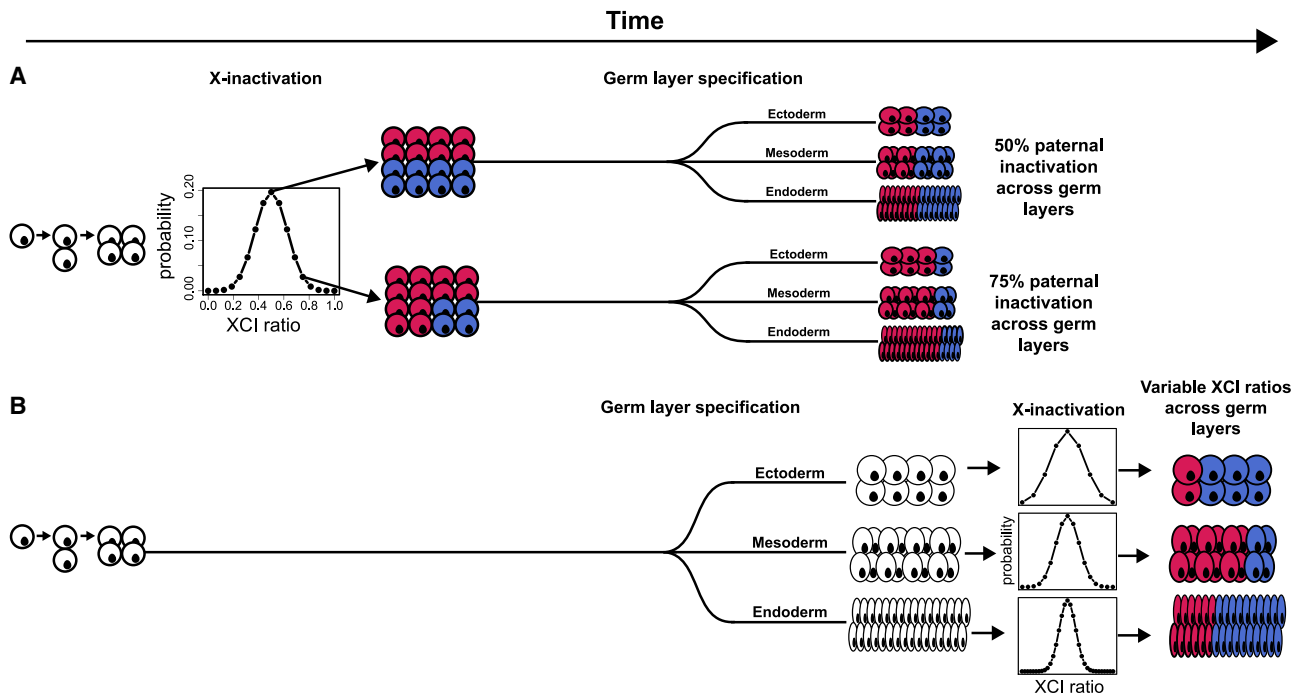 Time
A
X-inactivation
Germ layer specification
probability
0.20
0.10
0.00
0.0 0.2 0.4 0.6 0.8 1.0
XCI ratio
Ectoderm
Mesoderm
Endoderm
50% paternal
inactivation
across germ
layers
Ectoderm
Mesoderm
Endoderm
75% paternal
inactivation
across germ
layers
B
Germ layer specification
X-inactivation
Variable XCI ratios
across germ
layers
Ectoderm
Mesoderm
Endoderm
probability
XCI ratio